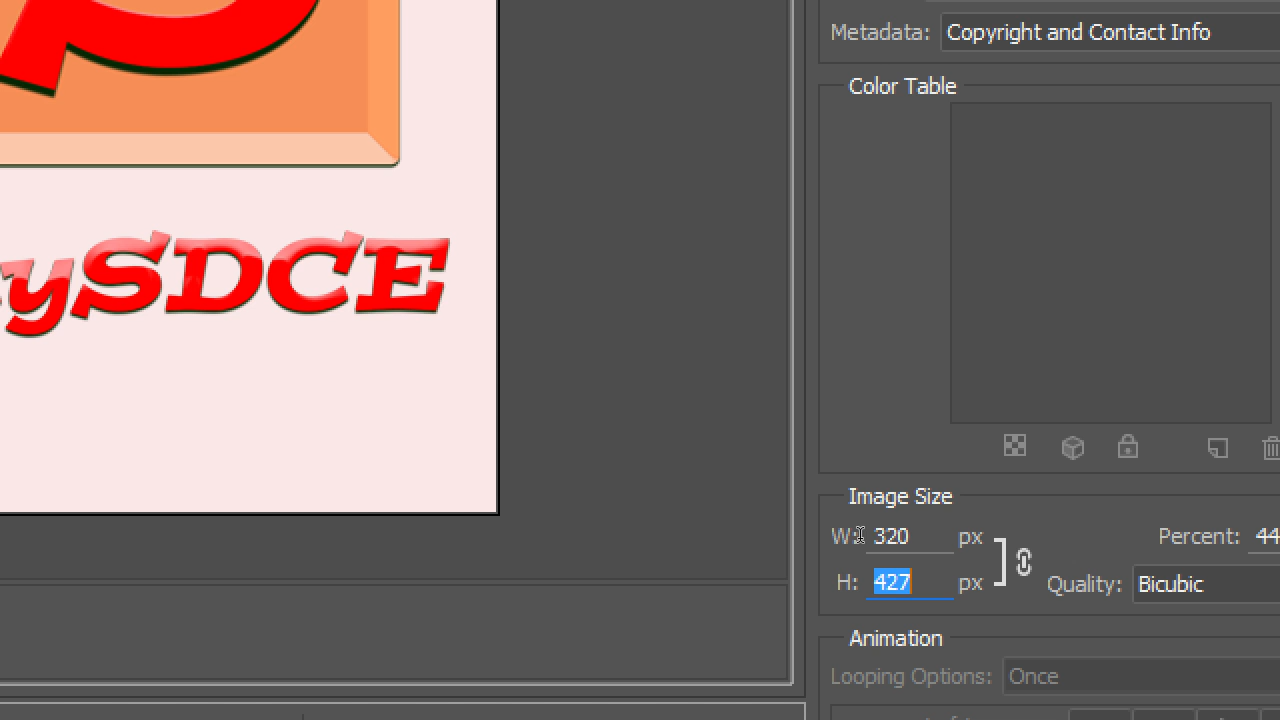 Metadata: Copyright and Contact Info
Color Table
ySDCE
Image Size
W: 320 px Percent: 44
H: 427 px Quality: Bicubic
Animation
Looping Options: Once